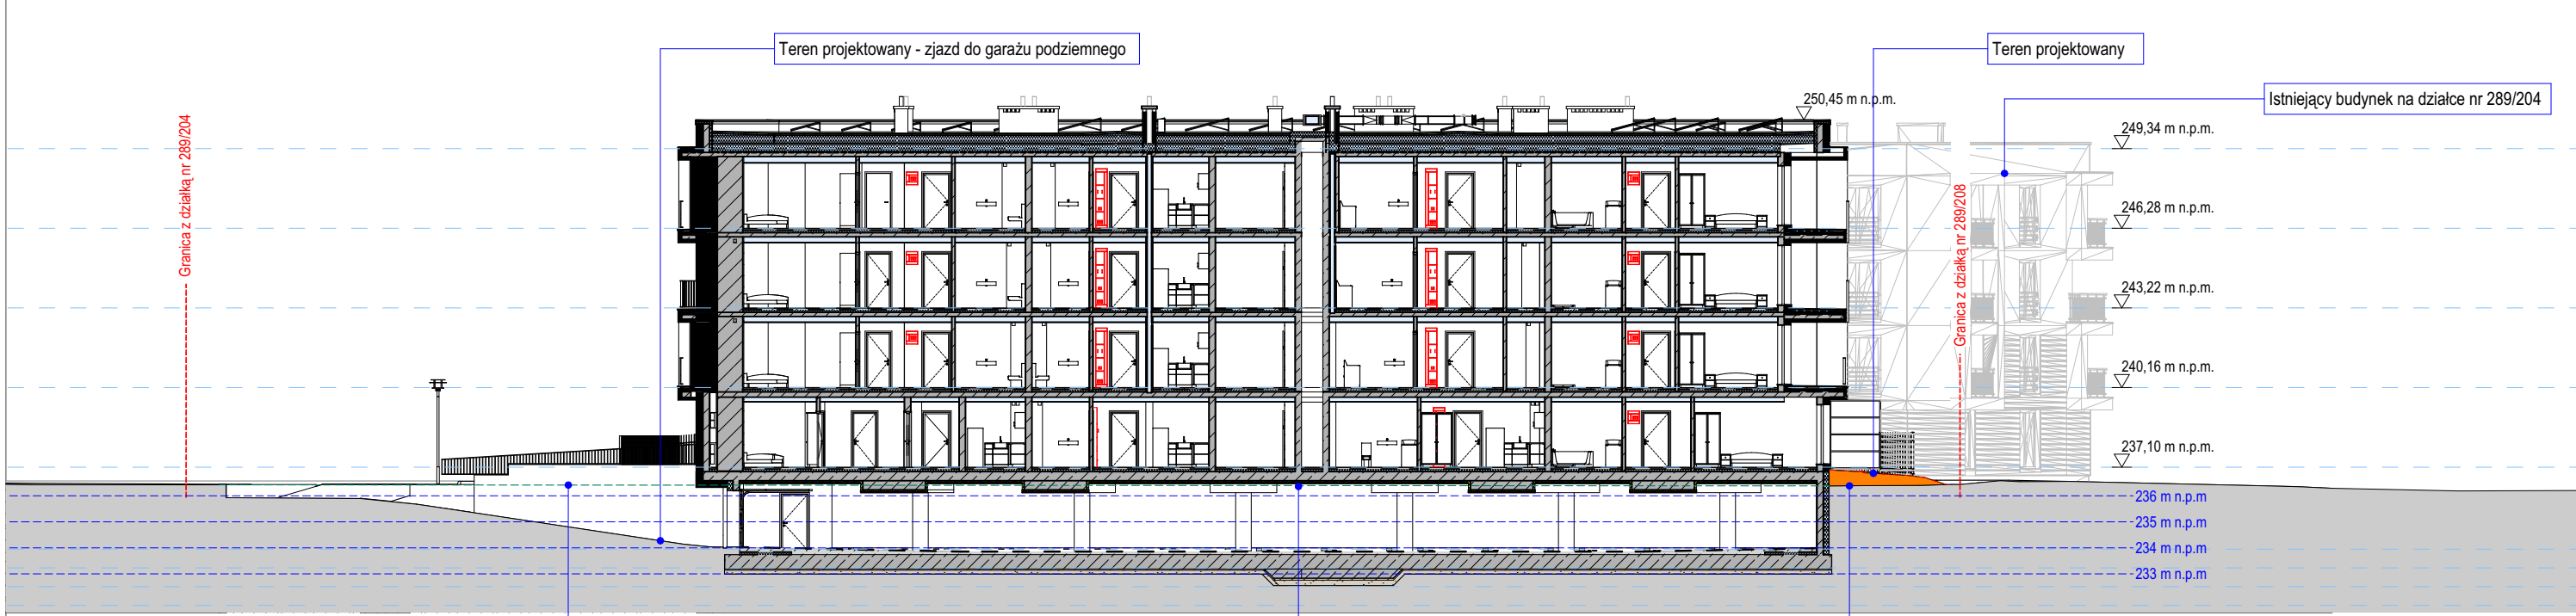 Teren projektowany - zjazd do garażu podziemnego
Teren projektowany
Istniejący budynek na działce nr 289/204
250,45 m n.p.m.
249,34 m n.p.m.
Granica z działką nr 289/204
Granica z działką nr 289/208
246,28 m n.p.m.
243,22 m n.p.m.
240,16 m n.p.m.
237,10 m n.p.m.
236 m n.p.m
235 m n.p.m
234 m n.p.m
233 m n.p.m